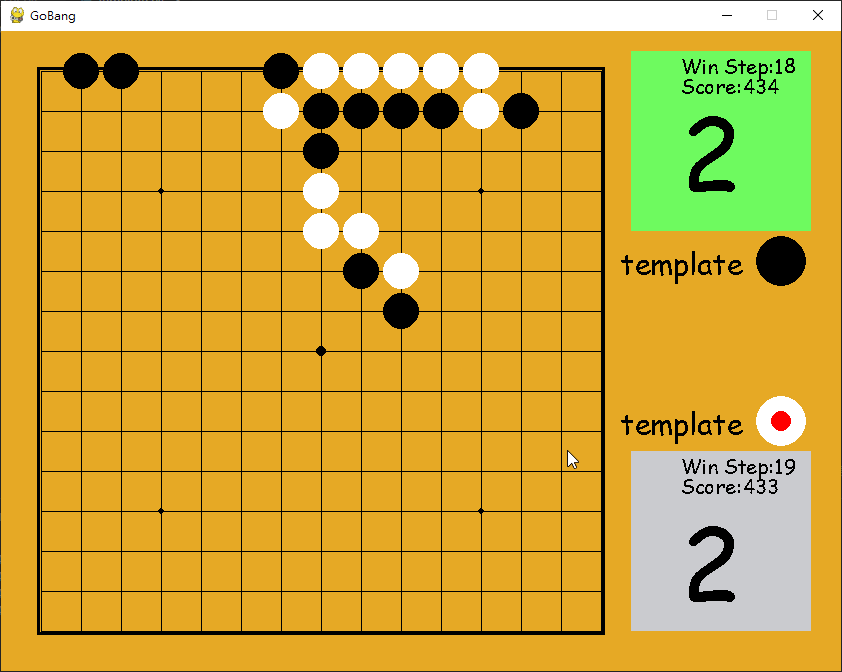 GoBang
Win Step:18
Score:434
2
template
template
Win Step:19
Score:433
2